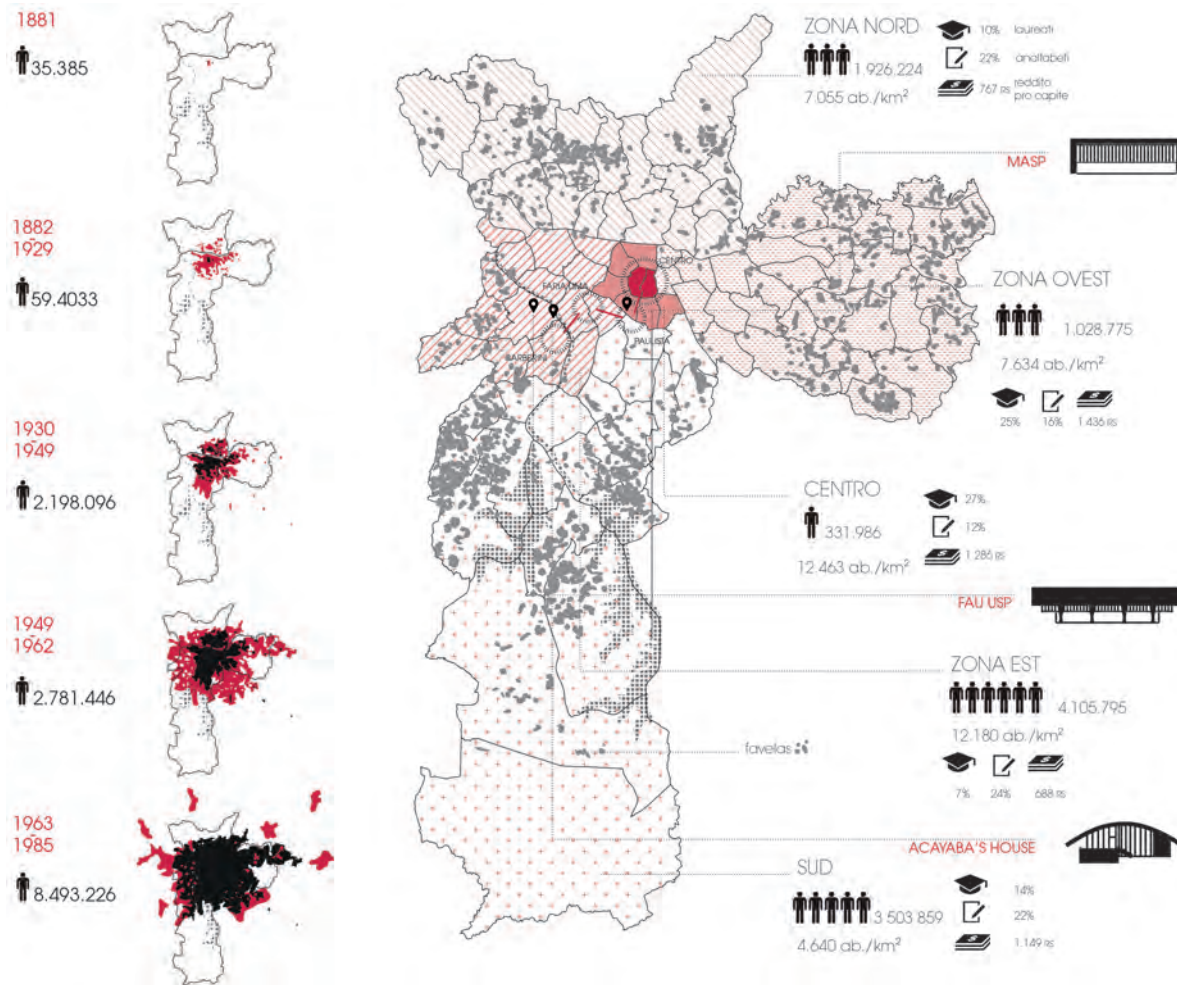 1881
35.385
1882
-
1929
59.4033
1930
-
1949
2.198.096
1949
-
1962
2.781.446
1963
-
1985
8.493.226
ZONA NORD
1.926.224
7.055 ab./km²
10% laureati
22% analfabeti
767 R$ reddito
pro capite
MASP
ZONA OVEST
1.028.775
7.634 ab./km²
25% 16% 1.436 R$
CENTRO
FARIA LIMA
PAULISTA
CENTRO
331.986
12.463 ab./km²
27%
12%
1.286 R$
FAU USP
ZONA EST
4.105.795
12.180 ab./km²
7% 24% 688 R$
favelas
ACAYABA'S HOUSE
SUD
3 503 859
4.640 ab./km²
14%
22%
1.149 R$